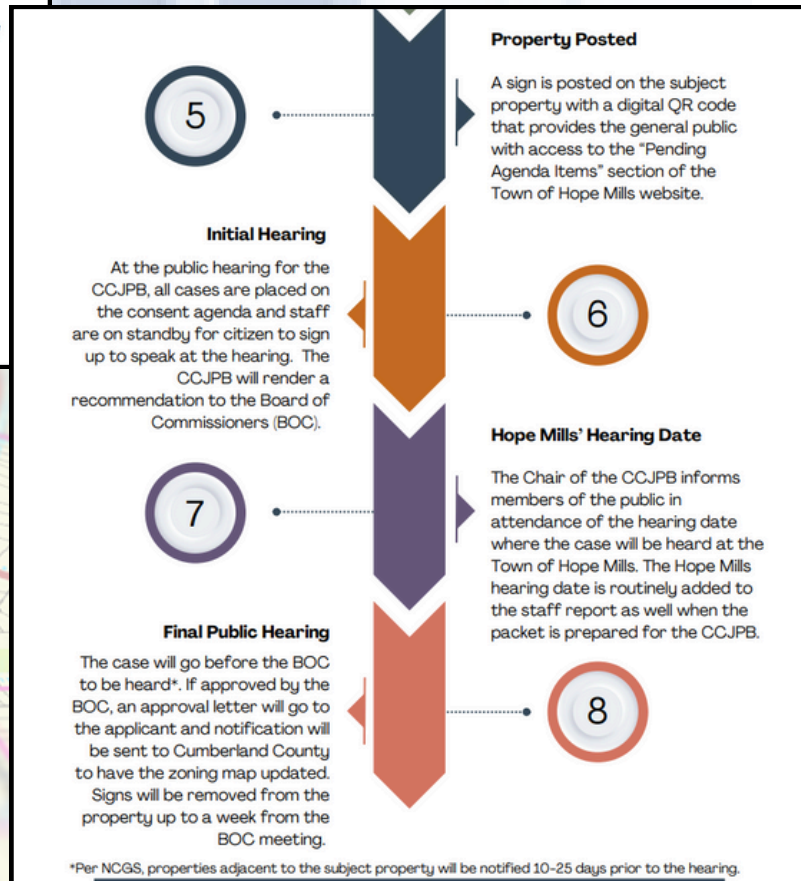 5
Property Posted
A sign is posted on the subject
property with a digital QR code
that provides the general public
with access to the “Pending
Agenda Items” section of the
Town of Hope Mills website.
Initial Hearing
At the public hearing for the
CCJPB, all cases are placed on
the consent agenda and staff
are on standby for citizen to sign
up to speak at the hearing. The
CCJPB will render a
recommendation to the Board of
Commissioners (BOC).
6
7
Hope Mills’ Hearing Date
The Chair of the CCJPB informs
members of the public in
attendance of the hearing date
where the case will be heard at the
Town of Hope Mills. The Hope Mills
hearing date is routinely added to
the staff report as well when the
packet is prepared for the CCJPB.
Final Public Hearing
The case will go before the BOC
to be heard*. If approved by the
BOC, an approval letter will go to
the applicant and notification will
be sent to Cumberland County
to have the zoning map updated.
Signs will be removed from the
property up to a week from the
BOC meeting.
8
*Per NCGS, properties adjacent to the subject property will be notified 10-25 days prior to the hearing.